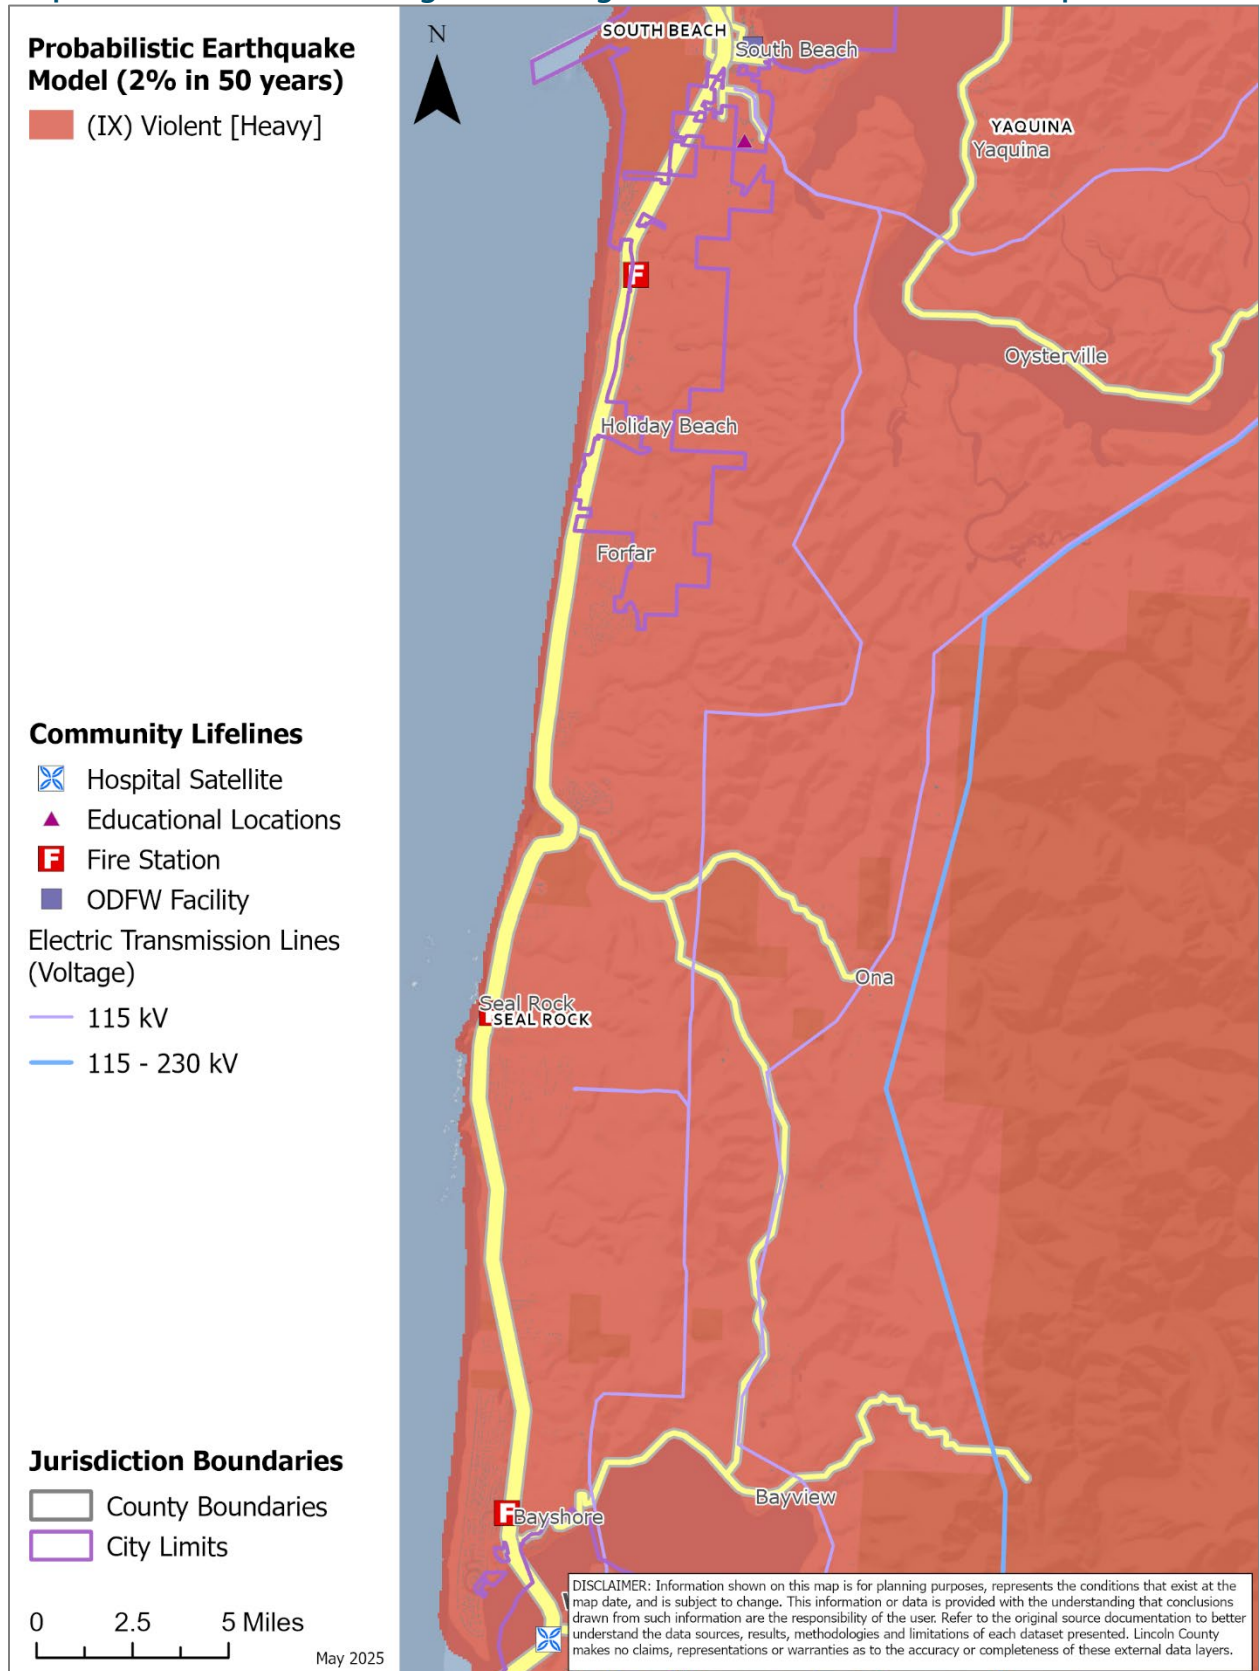 Probabilistic Earthquake
Model (2% in 50 years)
(IX) Violent [Heavy]
Community Lifelines
Hospital Satellite
Educational Locations
F Fire Station
ODFW Facility
Electric Transmission Lines
(Voltage)
115 kV
115 - 230 kV
Jurisdiction Boundaries
County Boundaries
City Limits
0 2.5 5 Miles
May 2025
N
SOUTH BEACH
South Beach
YAQUINA
Yaquina
F
Oysterville
Holiday Beach
Forfar
Ona
Seal Rock
SEAL ROCK
Bayview
F Bayshore
DISCLAIMER: Information shown on this map is for planning purposes, represents the conditions that exist at the
map date, and is subject to change. This information or data is provided with the understanding that conclusions
drawn from such information are the responsibility of the user. Refer to the original source documentation to better
understand the data sources, results, methodologies and limitations of each dataset presented. Lincoln County
makes no claims, representations or warranties as to the accuracy or completeness of these external data layers.